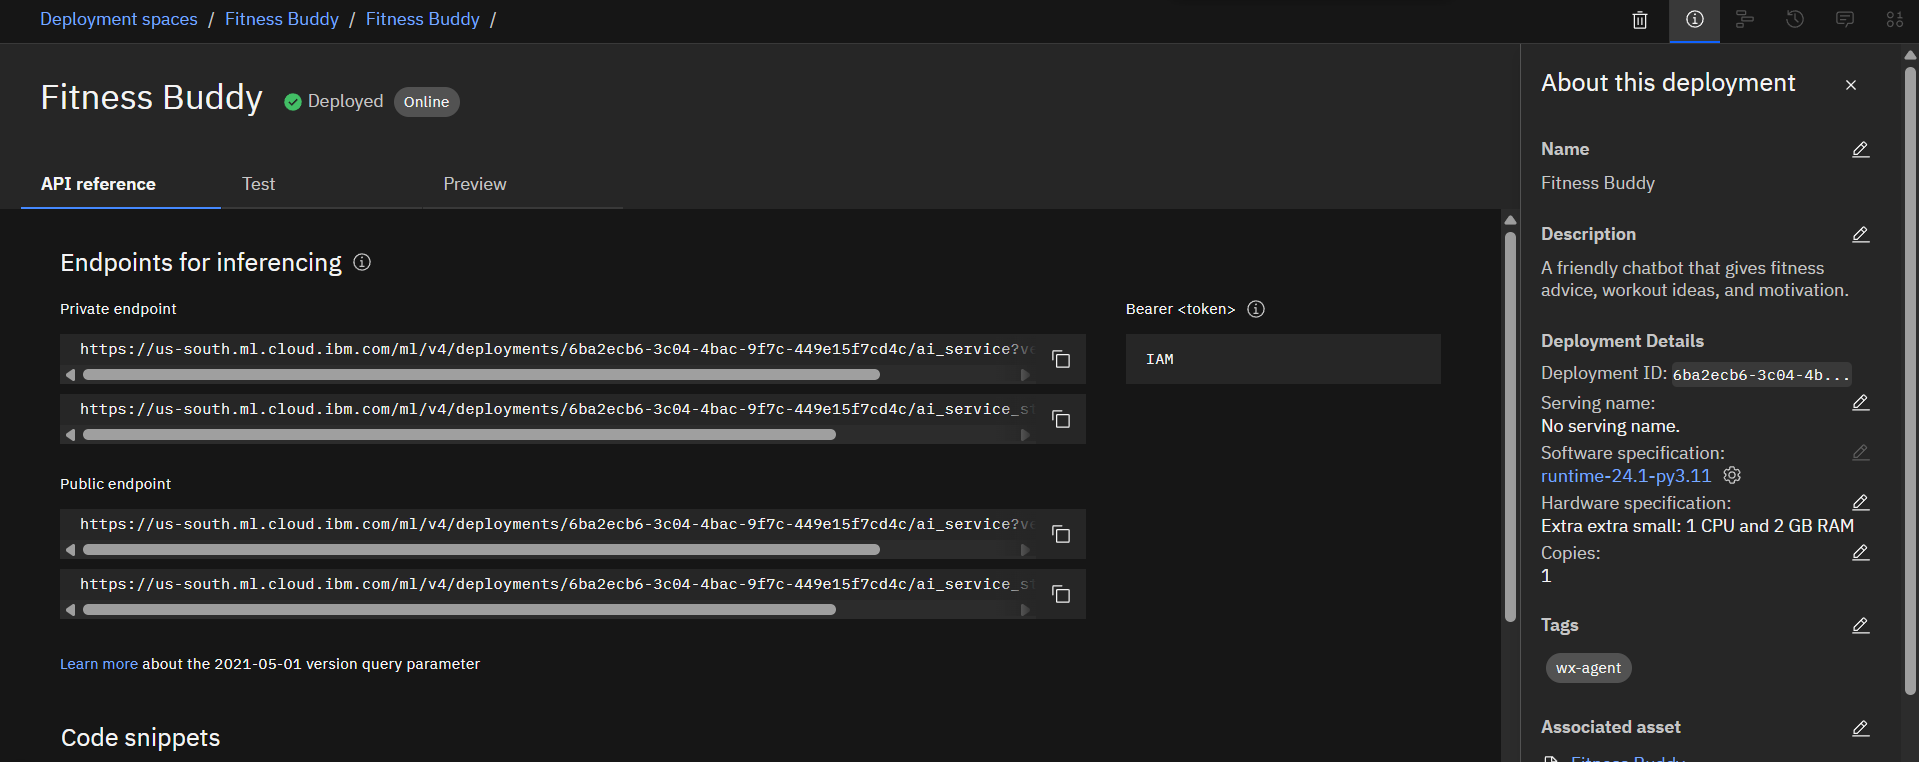 Deployment spaces / Fitness Buddy / Fitness Buddy /
Fitness Buddy Deployed Online
API reference Test Preview
Endpoints for inferencing
Private endpoint
https://us-south.ml.cloud.ibm.com/ml/v4/deployments/6ba2ecb6-3c04-4bac-9f7c-449e15f7cd4c/ai_service?ve
https://us-south.ml.cloud.ibm.com/ml/v4/deployments/6ba2ecb6-3c04-4bac-9f7c-449e15f7cd4c/ai_service_st
Bearer <token>
IAM
Public endpoint
https://us-south.ml.cloud.ibm.com/ml/v4/deployments/6ba2ecb6-3c04-4bac-9f7c-449e15f7cd4c/ai_service?ve
https://us-south.ml.cloud.ibm.com/ml/v4/deployments/6ba2ecb6-3c04-4bac-9f7c-449e15f7cd4c/ai_service_st
Learn more about the 2021-05-01 version query parameter
Code snippets
About this deployment
Name
Fitness Buddy
Description
A friendly chatbot that gives fitness
advice, workout ideas, and motivation.
Deployment Details
Deployment ID: 6ba2ecb6-3c04-4b...
Serving name:
No serving name.
Software specification:
runtime-24.1-py3.11
Hardware specification:
Extra extra small: 1 CPU and 2 GB RAM
Copies:
1
Tags
wx-agent
Associated asset
Fitness Buddy